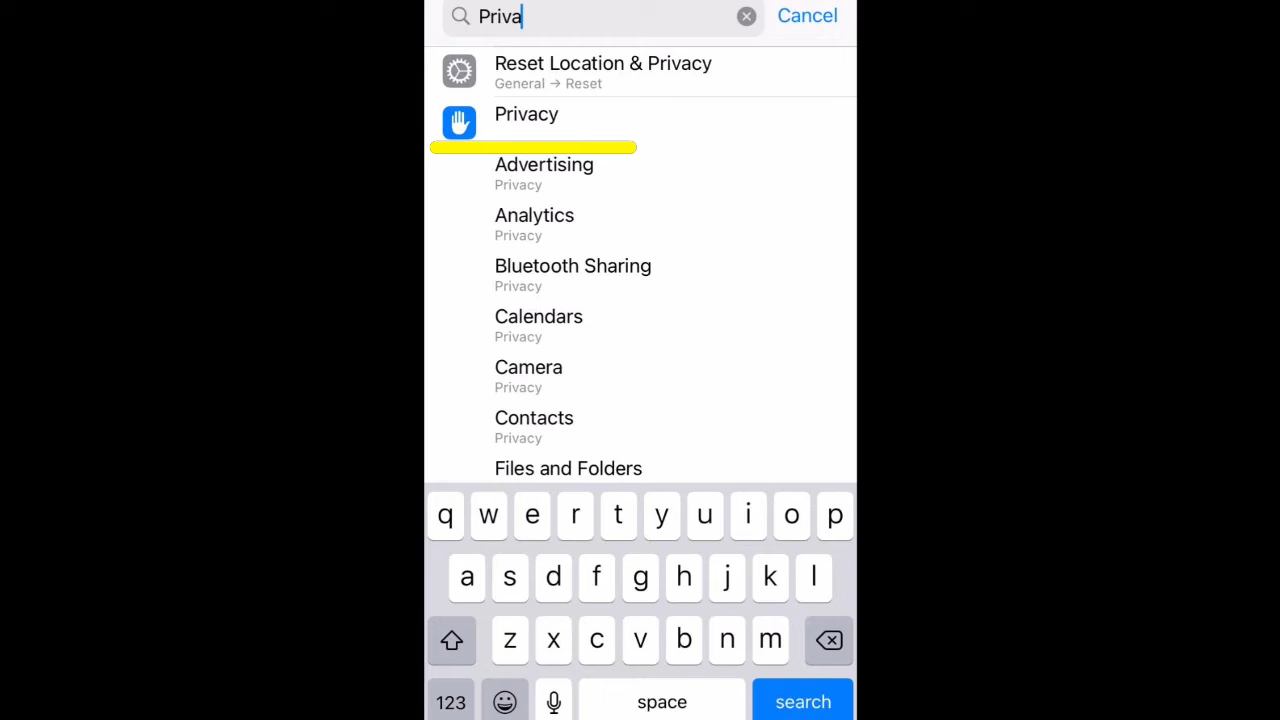 Priva
Cancel
Reset Location & Privacy
General → Reset
Privacy
Advertising
Privacy
Analytics
Privacy
Bluetooth Sharing
Privacy
Calendars
Privacy
Camera
Privacy
Contacts
Privacy
Files and Folders
q w e r t y u i o p
a s d f g h j k l
z x c v b n m
123 space search